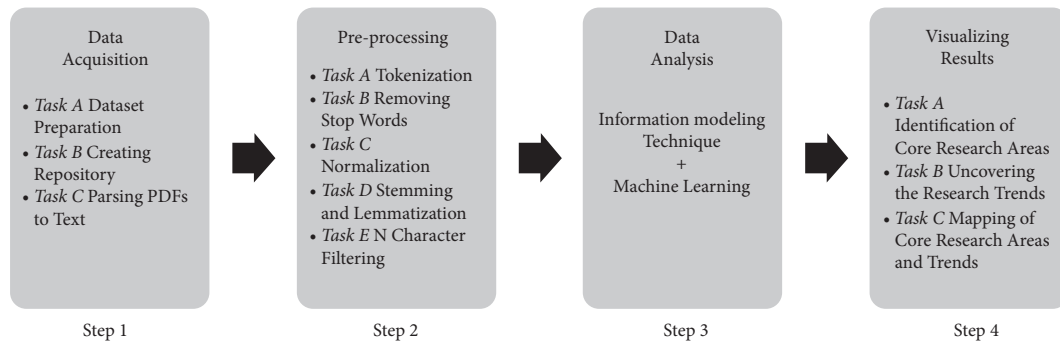 Data
Acquisition
• Task A Dataset
Preparation
• Task B Creating
Repository
• Task C Parsing PDFs
to Text
Step 1
Pre-processing
• Task A Tokenization
• Task B Removing
Stop Words
• Task C
Normalization
• Task D Stemming
and Lemmatization
• Task E N Character
Filtering
Step 2
Data
Analysis
Information modeling
Technique
+
Machine Learning
Step 3
Visualizing
Results
• Task A
Identification of
Core Research Areas
• Task B Uncovering
the Research Trends
• Task C Mapping of
Core Research Areas
and Trends
Step 4